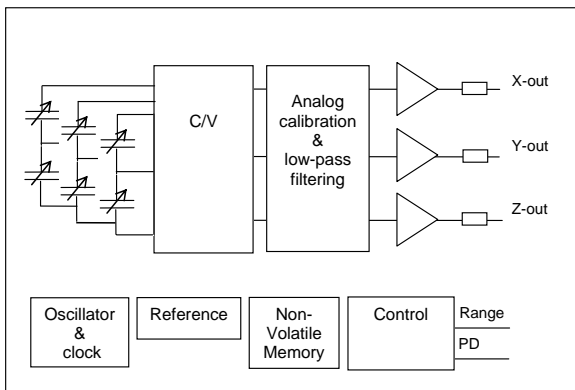 C/V
Analog
calibration
&
low-pass
filtering
X-out
Y-out
Z-out
Oscillator
&
clock
Reference
Non-
Volatile
Memory
Control
Range
PD